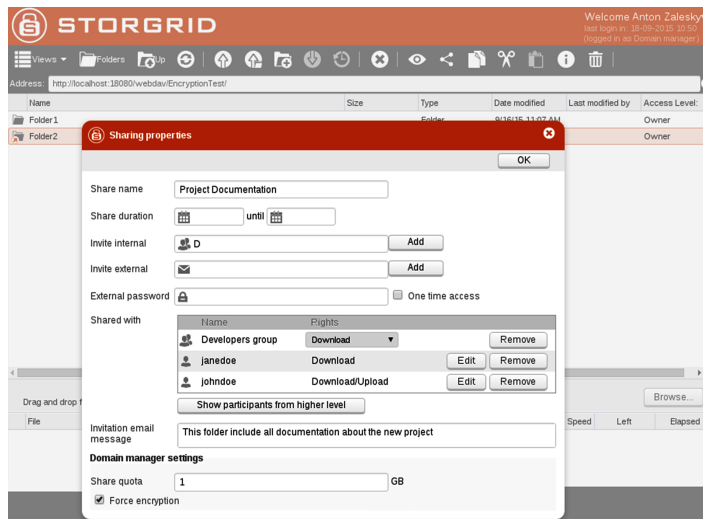 STORGRID
Welcome Anton Zalesky
last login in: 18-09-2015 10:50
(logged in as Domain manager)
Views Folders Up
Address: http://localhost:18080/webdav/EncryptionTest/
Name Size Type Date modified Last modified by Access Level:
Folder1 Folder 9/16/15 11:07 AM Owner
Folder2 Owner
Sharing properties
OK
Share name Project Documentation
Share duration until
Invite internal D Add
Invite external Add
External password One time access
Shared with Name Rights
Developers group Download Remove
janedoe Download Edit Remove
johndoe Download/Upload Edit Remove
Show participants from higher level
Invitation email
message
This folder include all documentation about the new project
Domain manager settings
Share quota 1 GB
Force encryption
Drag and drop
Browse...
File Speed Left Elapsed